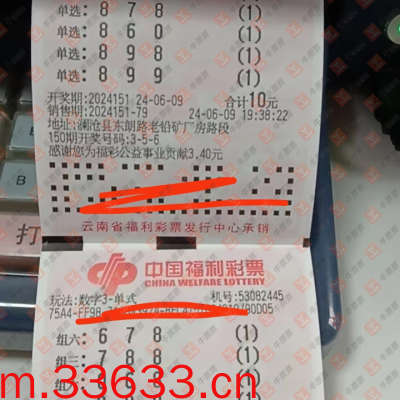 单选: 8 7 8 (1)
单选: 8 6 0 (1)
单选: 8 9 8 (1)
单选: 8 9 9 (1)
开奖期:2024151 24-06-09 合计10元
销售期:2024151-79 24-06-09 19:38:22
地址:澜沧县东朗路老铅矿厂房路段
150期开奖号码:3-5-6
感谢您为福彩公益事业贡献3.40元
云南省福利彩票发行中心承销
中国福利彩票
CHINA WELFARE LOTTERY
玩法:数字3-单式 机号:53082445
75A4-FF98
组六: 6 7 8 (1)
组三: 7 8 8 (1)
组六: (1)
打
B
B
m.33633.cn